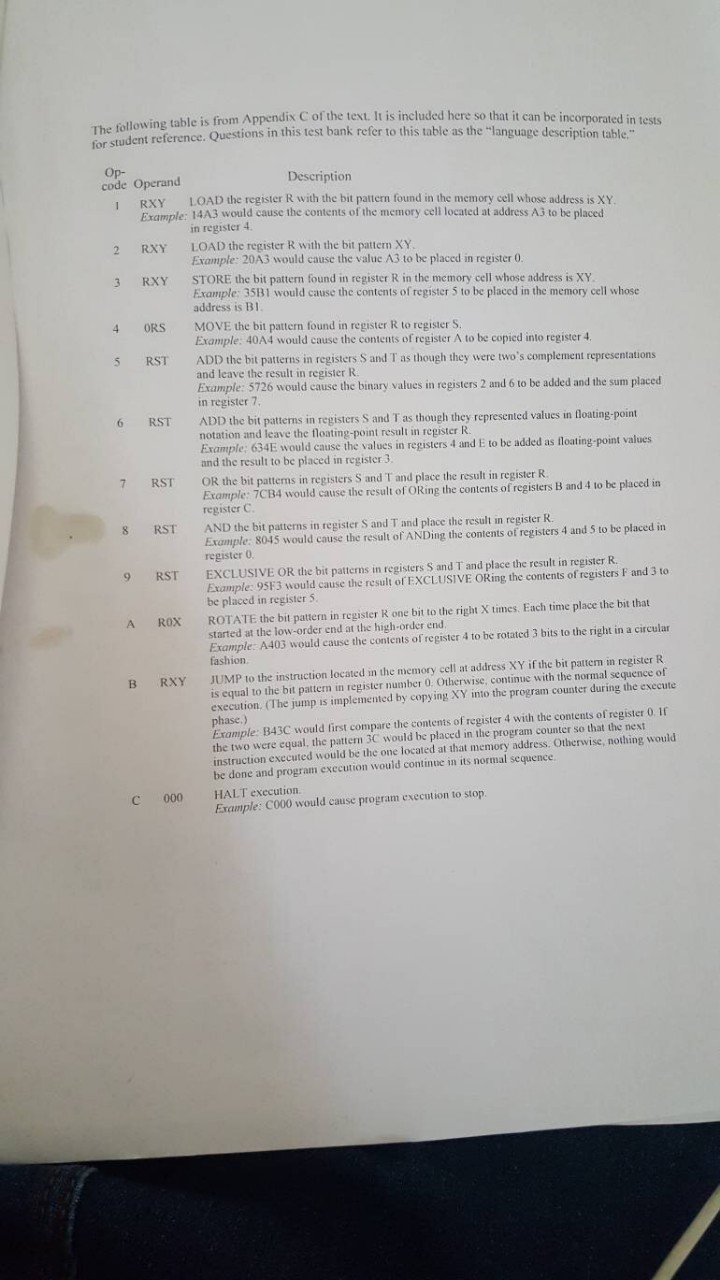 The following table is from Appendix C of the text. It is included here so that it can be incorporated in tests
for student reference. Questions in this test bank refer to this table as the "language description table."
Op-
code Operand Description
1 RXY LOAD the register R with the bit pattern found in the memory cell whose address is XY.
Example: 14A3 would cause the contents of the memory cell located at address A3 to be placed
in register 4.
2 RXY LOAD the register R with the bit pattern XY.
Example: 20A3 would cause the value A3 to be placed in register 0.
3 RXY STORE the bit pattern found in register R in the memory cell whose address is XY.
Example: 35B1 would cause the contents of register 5 to be placed in the memory cell whose
address is B1.
4 0RS MOVE the bit pattern found in register R to register S.
Example: 40A4 would cause the contents of register A to be copied into register 4.
5 RST ADD the bit patterns in registers S and T as though they were two's complement representations
and leave the result in register R.
Example: 5726 would cause the binary values in registers 2 and 6 to be added and the sum placed
in register 7.
6 RST ADD the bit patterns in registers S and T as though they represented values in floating-point
notation and leave the floating-point result in register R.
Example: 634E would cause the values in registers 4 and E to be added as floating-point values
and the result to be placed in register 3.
7 RST OR the bit patterns in registers S and T and place the result in register R.
Example: 7CB4 would cause the result of ORing the contents of registers B and 4 to be placed in
register C.
8 RST AND the bit patterns in register S and T and place the result in register R.
Example: 8045 would cause the result of ANDing the contents of registers 4 and 5 to be placed in
register 0.
9 RST EXCLUSIVE OR the bit patterns in registers S and T and place the result in register R.
Example: 95F3 would cause the result of EXCLUSIVE ORing the contents of registers F and 3 to
be placed in register 5.
A R0X ROTATE the bit pattern in register R one bit to the right X times. Each time place the bit that
started at the low-order end at the high-order end.
Example: A403 would cause the contents of register 4 to be rotated 3 bits to the right in a circular
fashion.
B RXY JUMP to the instruction located in the memory cell at address XY if the bit pattern in register R
is equal to the bit pattern in register number 0. Otherwise, continue with the normal sequence of
execution. (The jump is implemented by copying XY into the program counter during the execute
phase.)
Example: B43C would first compare the contents of register 4 with the contents of register 0. If
the two were equal, the pattern 3C would be placed in the program counter so that the next
instruction executed would be the one located at that memory address. Otherwise, nothing would
be done and program execution would continue in its normal sequence.
C 000 HALT execution.
Example: C000 would cause program execution to stop.